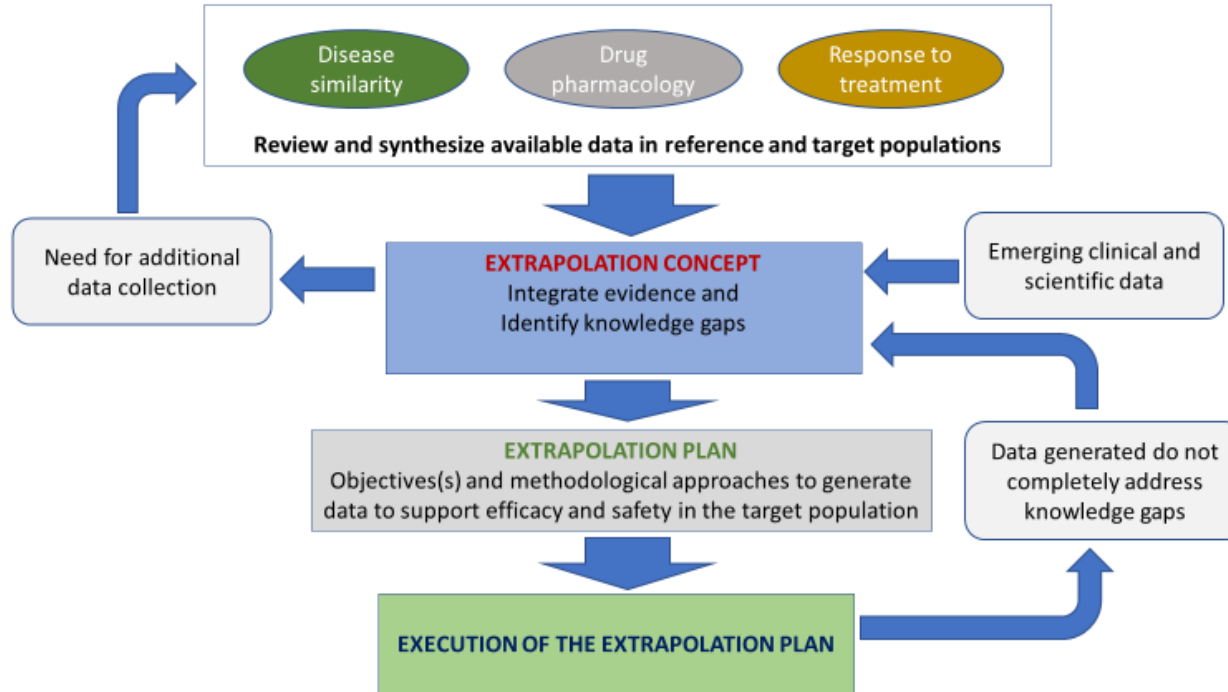 Disease
similarity
Drug
pharmacology
Response to
treatment
Review and synthesize available data in reference and target populations
Need for additional
data collection
EXTRAPOLATION CONCEPT
Integrate evidence and
Identify knowledge gaps
Emerging clinical and
scientific data
EXTRAPOLATION PLAN
Objectives(s) and methodological approaches to generate
data to support efficacy and safety in the target population
Data generated do not
completely address
knowledge gaps
EXECUTION OF THE EXTRAPOLATION PLAN